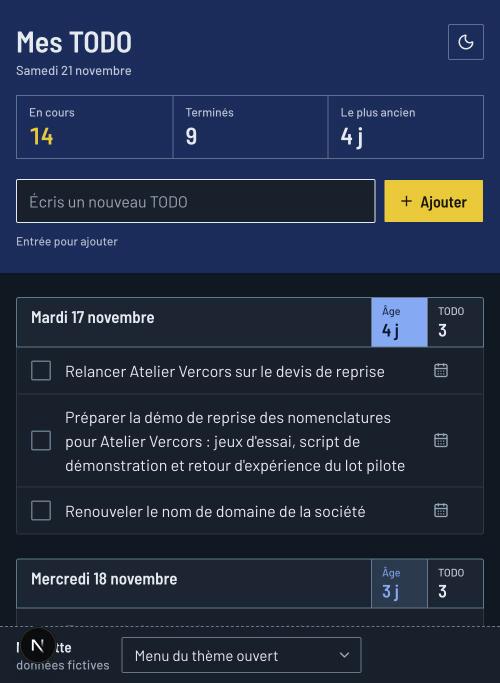 Mes TODO
Samedi 21 novembre
En cours
14
Terminés
9
Le plus ancien
4 j
Écris un nouveau TODO
+ Ajouter
Entrée pour ajouter
Mardi 17 novembre
Âge
4 j
TODO
3
Relancer Atelier Vercors sur le devis de reprise
Préparer la démo de reprise des nomenclatures
pour Atelier Vercors : jeux d'essai, script de
démonstration et retour d'expérience du lot pilote
Renouveler le nom de domaine de la société
Mercredi 18 novembre
Âge
3 j
TODO
3
N
données fictives
Menu du thème ouvert